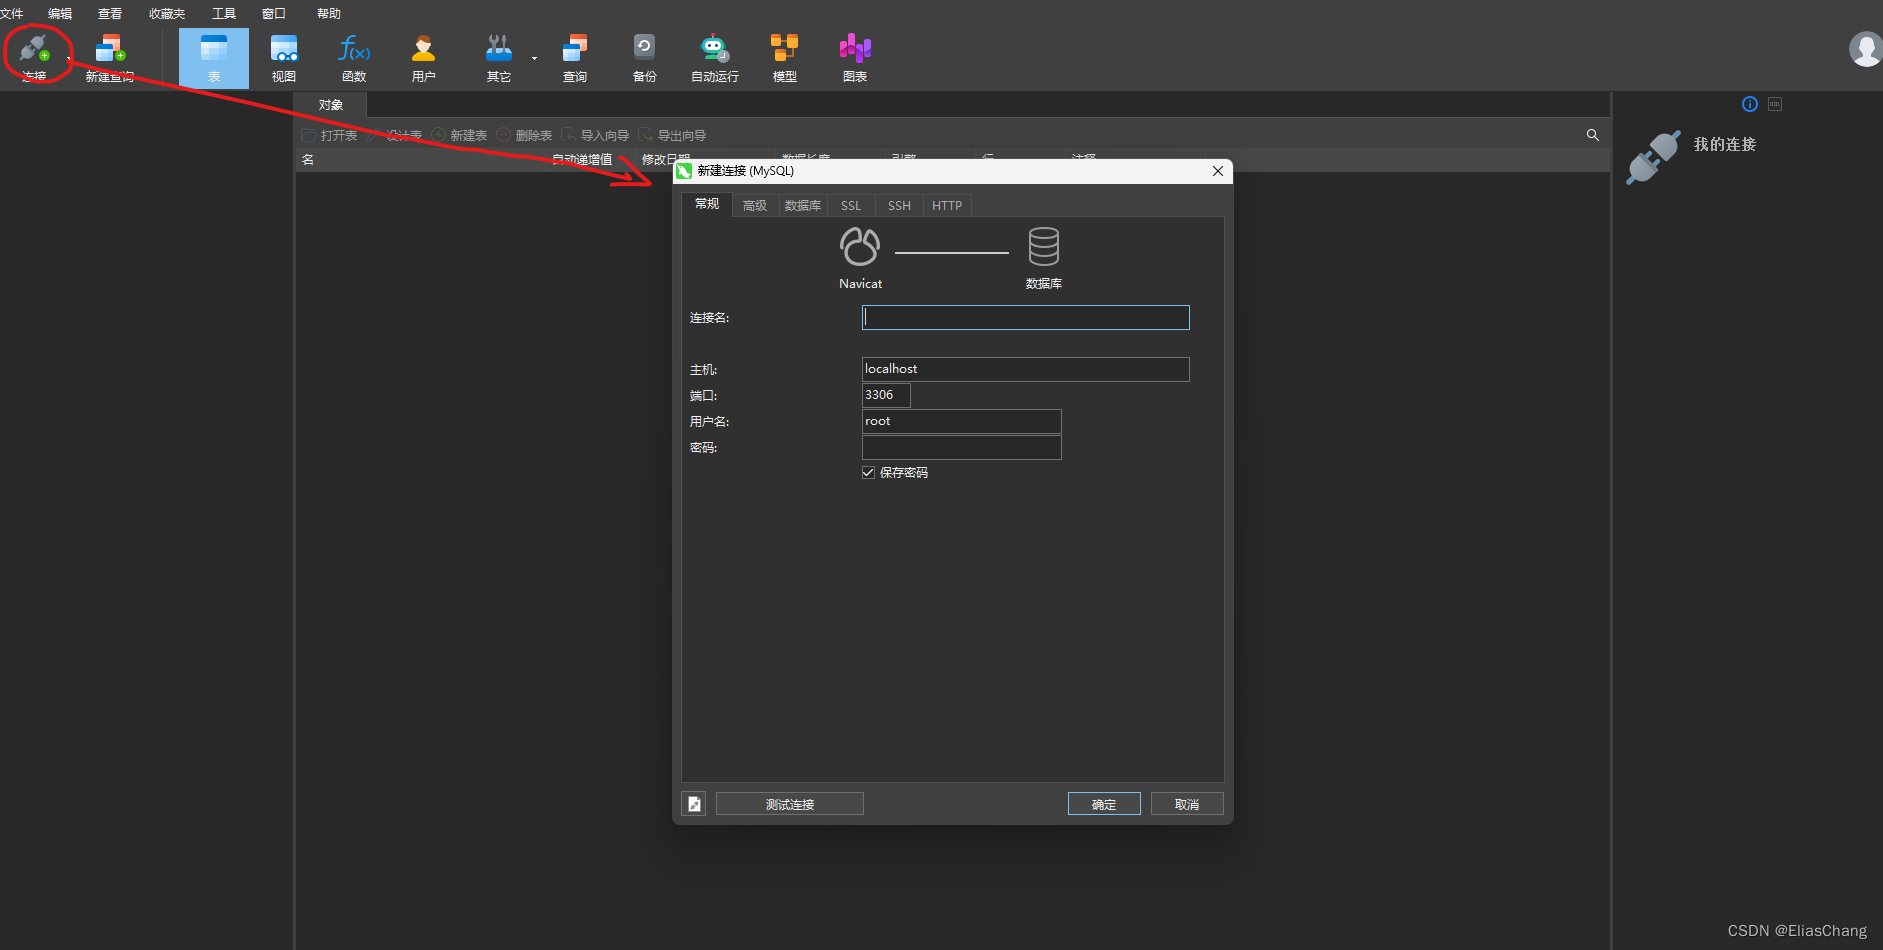 文件 编辑 查看 收藏夹 工具 窗口 帮助
连接 新建查询 表 视图 函数 用户 其它 查询 备份 自动运行 模型 图表
对象
打开表 设计表 新建表 删除表 导入向导 导出向导
名 自动递增值 修改日期 数据长度 引擎 行 注释
我的连接
新建连接 (MySQL)
常规 高级 数据库 SSL SSH HTTP
Navicat 数据库
连接名:
主机: localhost
端口: 3306
用户名: root
密码:
保存密码
测试连接 确定 取消
CSDN @EliasChang